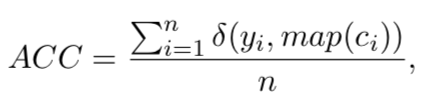 ACC = \frac{\sum_{i=1}^{n} \delta(y_i, map(c_i))}{n},